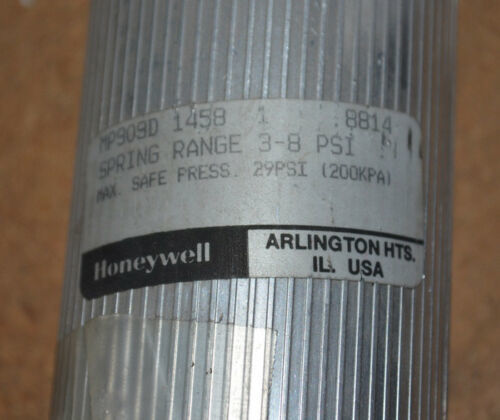 MP909D 1458 1 8814
SPRING RANGE 3-8 PSI
MAX. SAFE PRESS. 29PSI (200KPA)
Honeywell
ARLINGTON HTS.
IL. USA